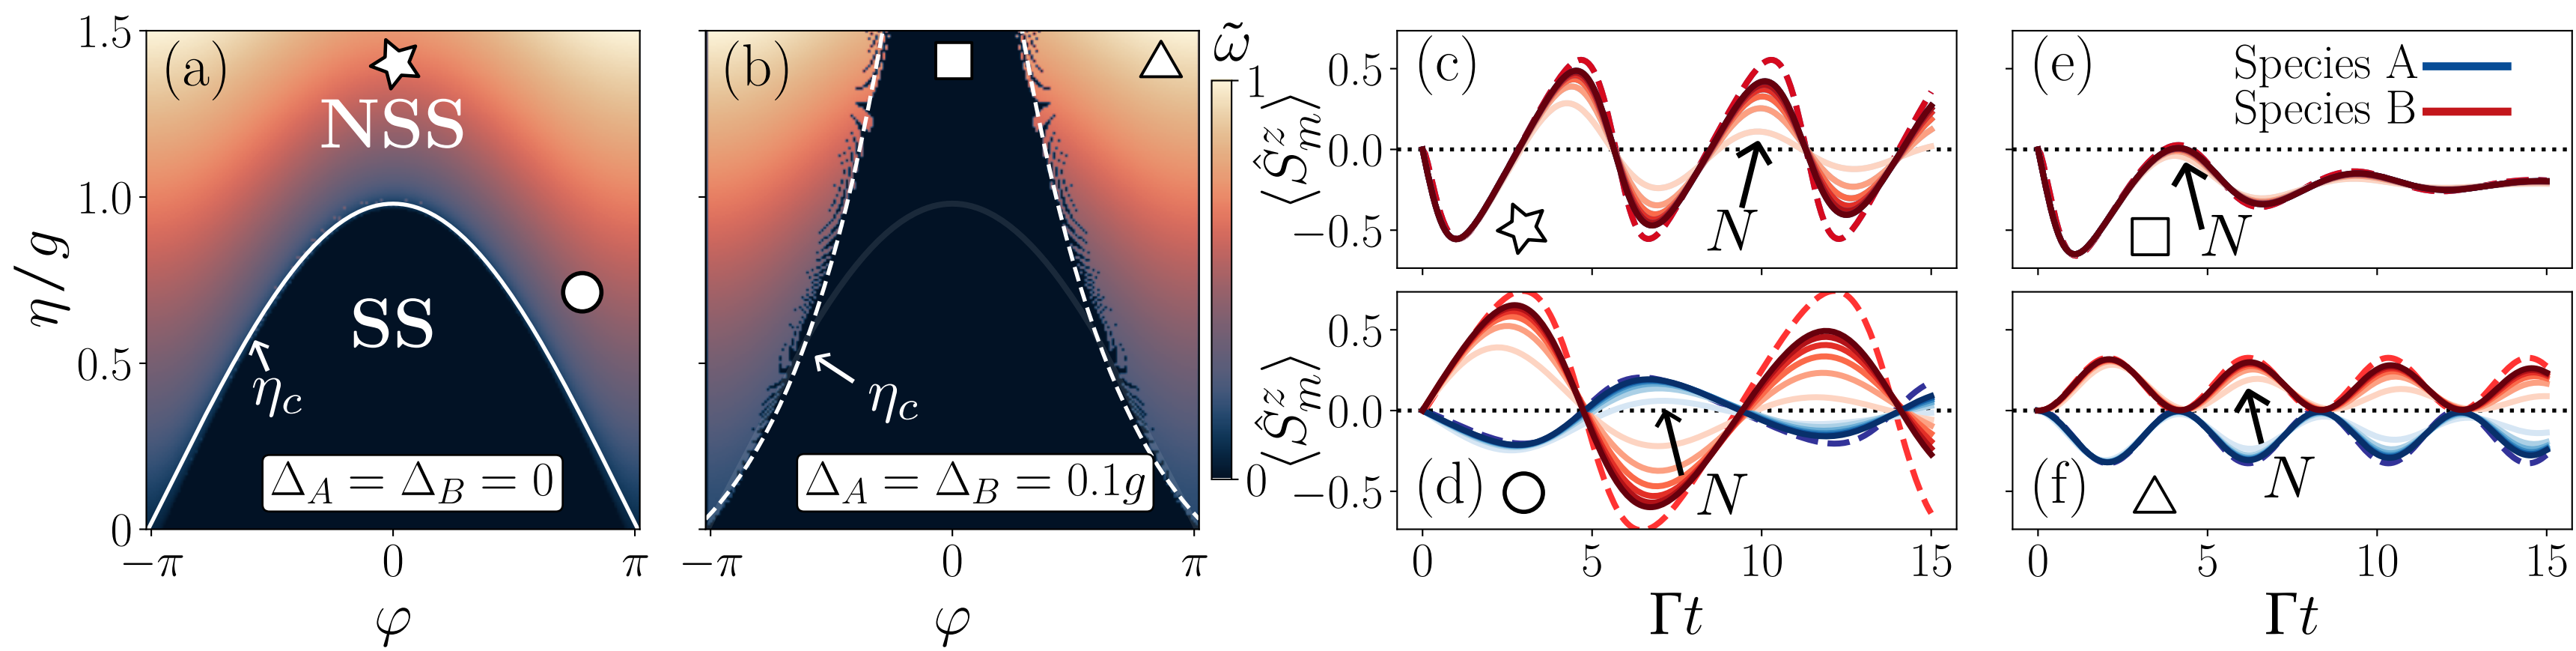 (a)
NSS
SS
η_c
Δ_A = Δ_B = 0
η/g
1.5
1.0
0.5
0
−π
0
π
φ
(b)
η_c
Δ_A = Δ_B = 0.1g
−π
0
π
φ
ω̃
1
0
(c)
N
⟨Ŝ^z_m⟩
0.5
0.0
−0.5
(d)
N
⟨Ŝ^z_m⟩
0.5
0.0
−0.5
0
5
10
15
Γt
(e)
Species A
Species B
N
(f)
N
0
5
10
15
Γt